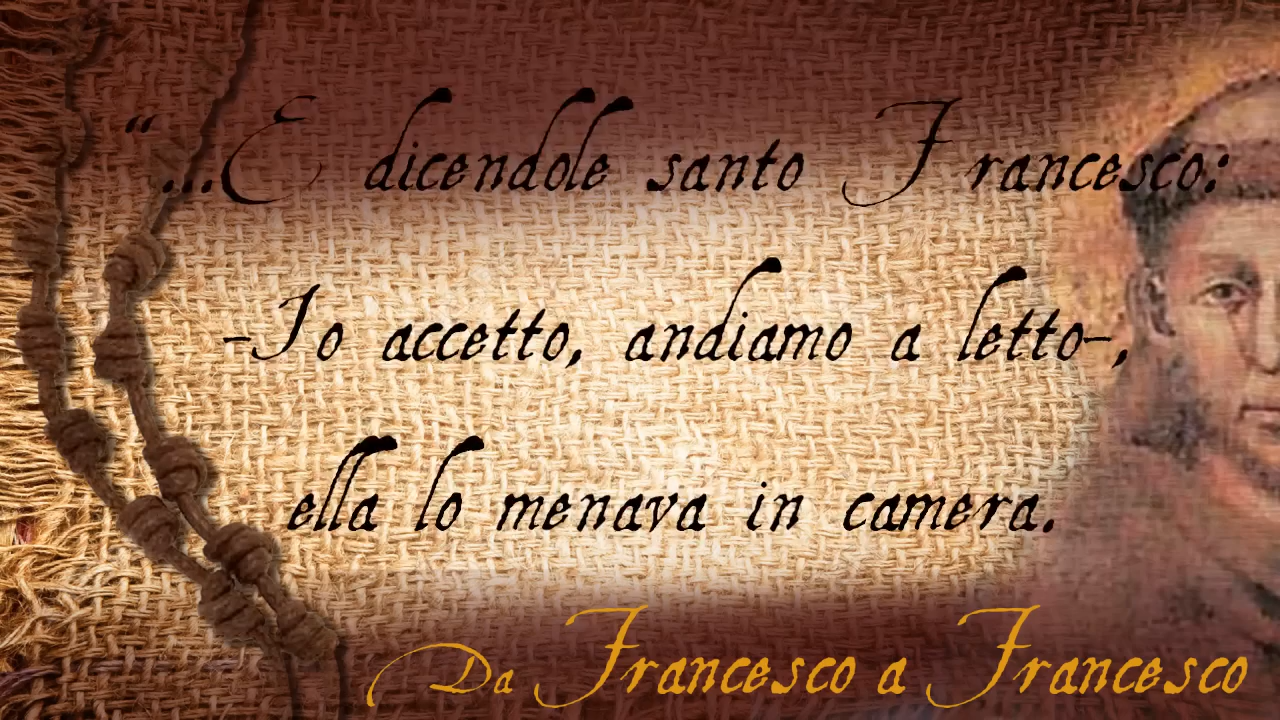 “...E dicendole santo Francesco:
-Io accetto, andiamo a letto-,
ella lo menava in camera.
Da Francesco a Francesco